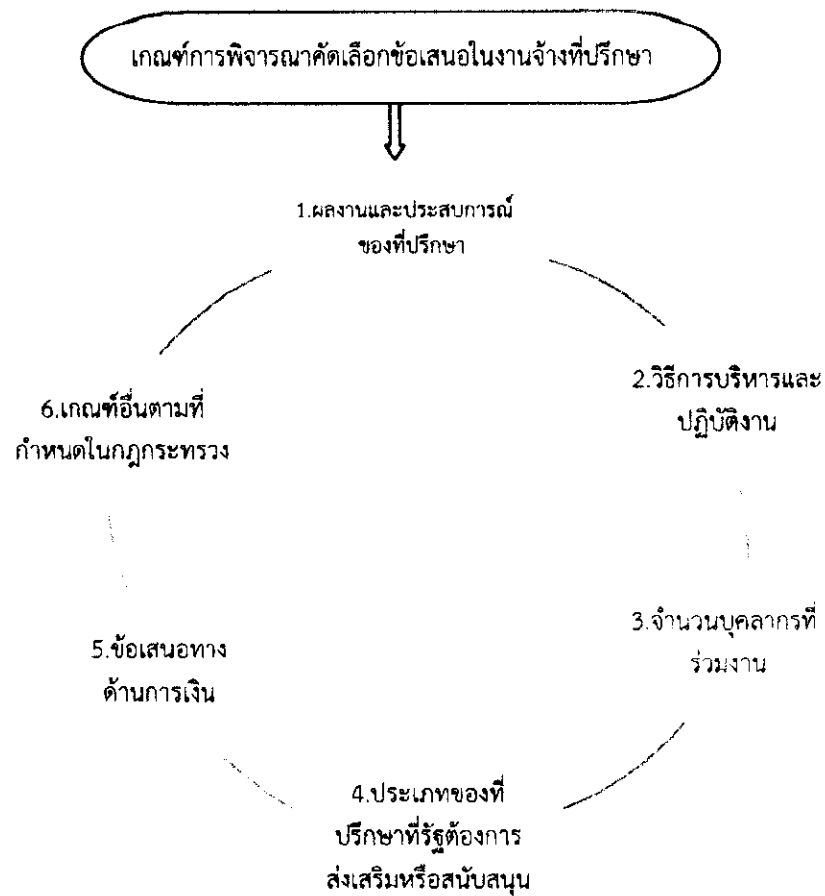 เกณฑ์การพิจารณาคัดเลือกข้อเสนอในงานจ้างที่ปรึกษา
1.ผลงานและประสบการณ์
ของที่ปรึกษา
2.วิธีการบริหารและ
ปฏิบัติงาน
3.จำนวนบุคลากรที่
ร่วมงาน
4.ประเภทของที่
ปรึกษาที่รัฐต้องการ
ส่งเสริมหรือสนับสนุน
5.ข้อเสนอทาง
ด้านการเงิน
6.เกณฑ์อื่นตามที่
กำหนดในกฎกระทรวง